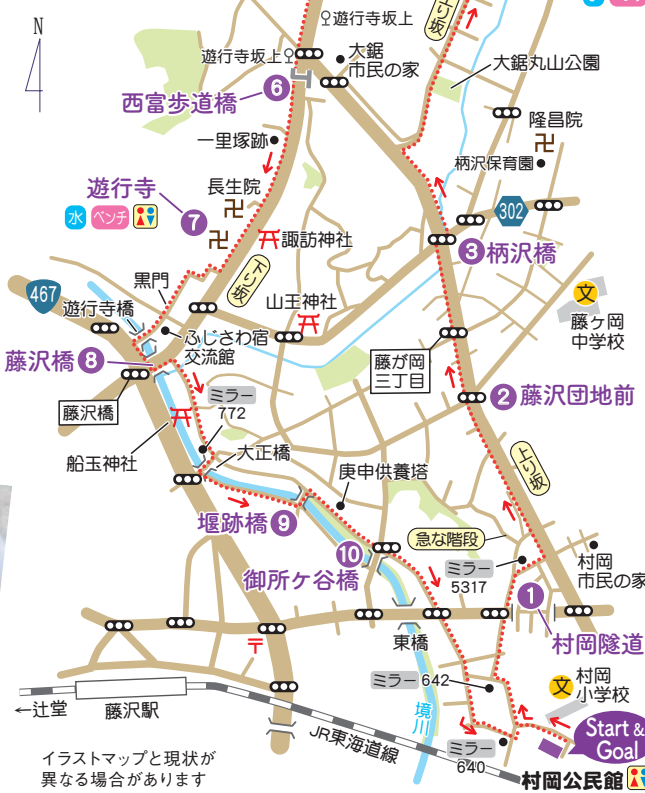 N
遊行寺坂上
上り坂
遊行寺坂上
大鋸
市民の家
大鋸丸山公園
6
西富歩道橋
隆昌院
一里塚跡
柄沢保育園
遊行寺
長生院
302
水 ベンチ
7
諏訪神社
3 柄沢橋
下り坂
文
467
黒門
山王神社
藤ヶ岡
中学校
遊行寺橋
ふじさわ宿
交流館
藤が岡
三丁目
藤沢橋 8
ミラー
772
2 藤沢団地前
藤沢橋
船玉神社
大正橋
上り坂
庚申供養塔
堰跡橋 9
急な階段
10
御所ヶ谷橋
ミラー
5317
村岡
市民の家
1
村岡隧道
東橋
〒
ミラー 642
文
村岡
小学校
←辻堂
藤沢駅
境川
Start &
Goal
JR東海道線
ミラー
640
村岡公民館
イラストマップと現状が
異なる場合があります